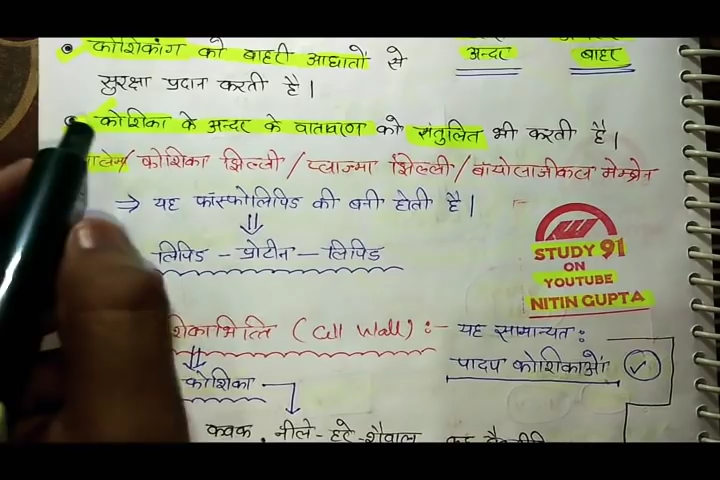 कोशिकांग को बाहरी आघातों से
अन्दर बाहर
सुरक्षा प्रदान करती है।
कोशिका के अन्दर के वातावरण को संतुलित भी करती है।
कोशिका झिल्ली / प्लाज्मा झिल्ली / बॉयोलाजीकल मेम्ब्रेन
⇒ यह फॉस्फोलिपिड की बनी होती है।
लिपिड - प्रोटीन - लिपिड
STUDY 91
ON
YOUTUBE
NITIN GUPTA
(Cell Wall) :- यह सामान्यत:
पादप कोशिकाओं
कोशिका
कवक, नीले-हरे-शैवाल